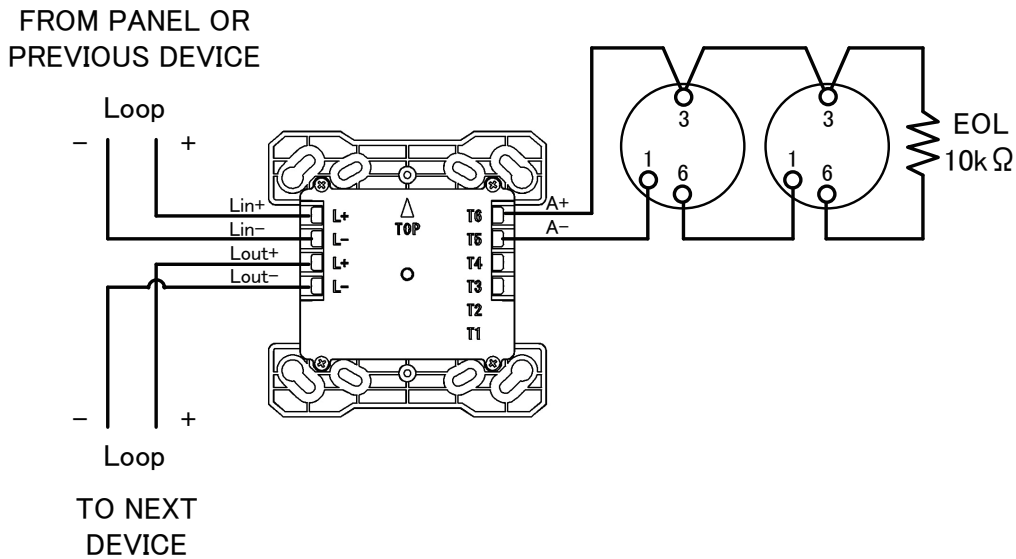 FROM PANEL OR
PREVIOUS DEVICE
Loop
− +
Lin+
Lin−
Lout+
Lout−
L+
L−
L+
L−
TOP
T6
T5
T4
T3
T2
T1
A+
A−
3
1
6
3
1
6
EOL
10kΩ
− +
Loop
TO NEXT
DEVICE